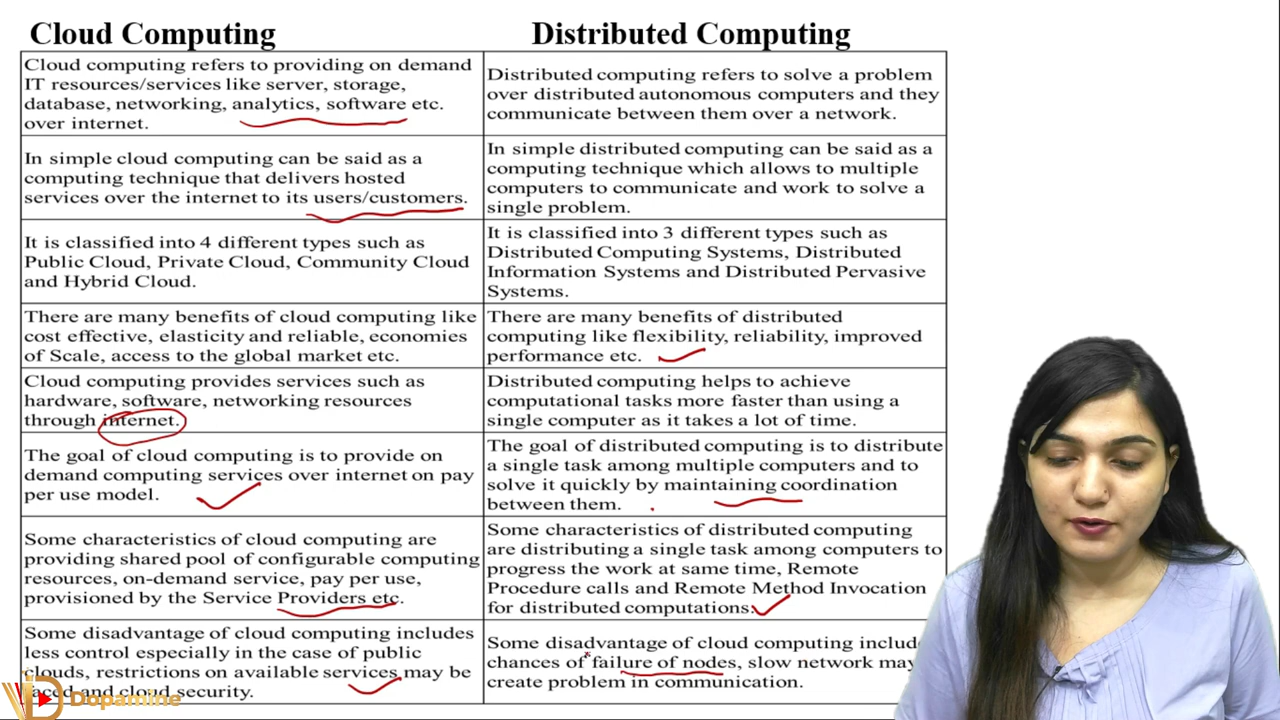 Cloud Computing
Distributed Computing
Cloud computing refers to providing on demand
IT resources/services like server, storage,
database, networking, analytics, software etc.
over internet.
Distributed computing refers to solve a problem
over distributed autonomous computers and they
communicate between them over a network.
In simple cloud computing can be said as a
computing technique that delivers hosted
services over the internet to its users/customers.
In simple distributed computing can be said as a
computing technique which allows to multiple
computers to communicate and work to solve a
single problem.
It is classified into 4 different types such as
Public Cloud, Private Cloud, Community Cloud
and Hybrid Cloud.
It is classified into 3 different types such as
Distributed Computing Systems, Distributed
Information Systems and Distributed Pervasive
Systems.
There are many benefits of cloud computing like
cost effective, elasticity and reliable, economies
of Scale, access to the global market etc.
There are many benefits of distributed
computing like flexibility, reliability, improved
performance etc.
Cloud computing provides services such as
hardware, software, networking resources
through internet.
Distributed computing helps to achieve
computational tasks more faster than using a
single computer as it takes a lot of time.
The goal of cloud computing is to provide on
demand computing services over internet on pay
per use model.
The goal of distributed computing is to distribute
a single task among multiple computers and to
solve it quickly by maintaining coordination
between them.
Some characteristics of cloud computing are
providing shared pool of configurable computing
resources, on-demand service, pay per use,
provisioned by the Service Providers etc.
Some characteristics of distributed computing
are distributing a single task among computers to
progress the work at same time, Remote
Procedure calls and Remote Method Invocation
for distributed computations.
Some disadvantage of cloud computing includes
less control especially in the case of public
clouds, restrictions on available services may be
faced and cloud security.
Some disadvantage of cloud computing
chances of failure of nodes, slow network may
create problem in communication.
Dopamine